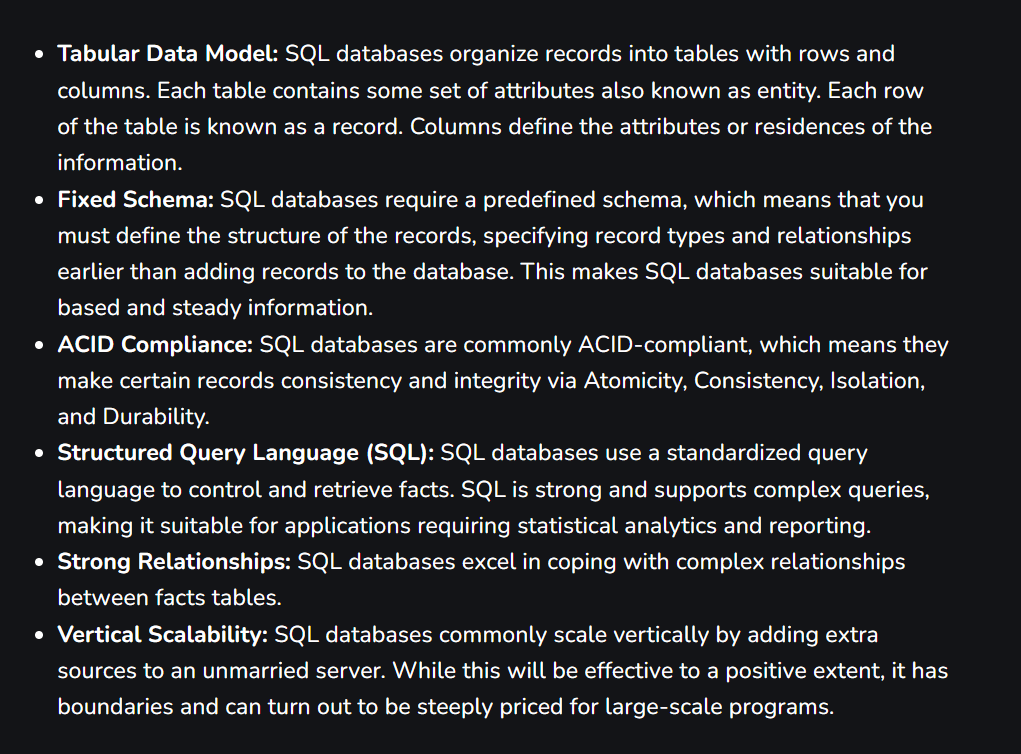 • Tabular Data Model: SQL databases organize records into tables with rows and
columns. Each table contains some set of attributes also known as entity. Each row
of the table is known as a record. Columns define the attributes or residences of the
information.
• Fixed Schema: SQL databases require a predefined schema, which means that you
must define the structure of the records, specifying record types and relationships
earlier than adding records to the database. This makes SQL databases suitable for
based and steady information.
• ACID Compliance: SQL databases are commonly ACID-compliant, which means they
make certain records consistency and integrity via Atomicity, Consistency, Isolation,
and Durability.
• Structured Query Language (SQL): SQL databases use a standardized query
language to control and retrieve facts. SQL is strong and supports complex queries,
making it suitable for applications requiring statistical analytics and reporting.
• Strong Relationships: SQL databases excel in coping with complex relationships
between facts tables.
• Vertical Scalability: SQL databases commonly scale vertically by adding extra
sources to an unmarried server. While this will be effective to a positive extent, it has
boundaries and can turn out to be steeply priced for large-scale programs.